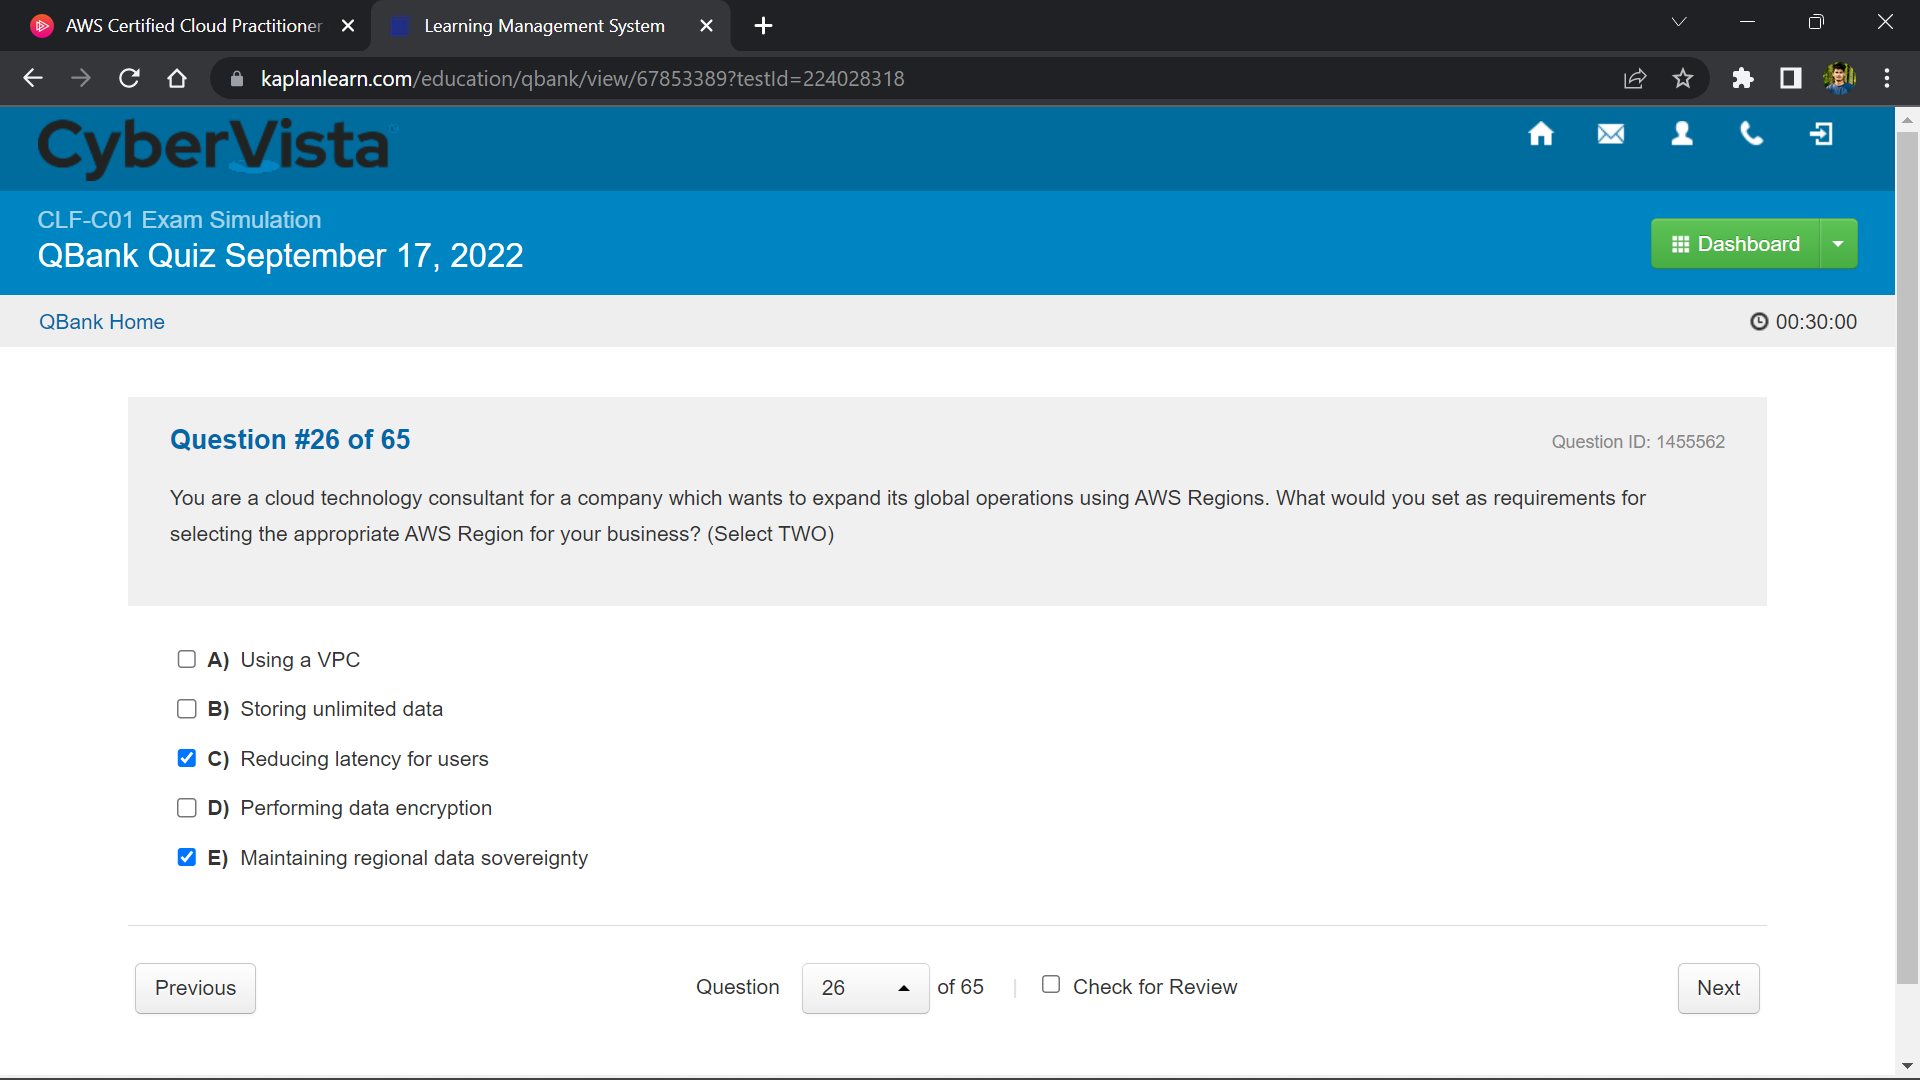 AWS Certified Cloud Practitioner
Learning Management System
kaplanlearn.com/education/qbank/view/67853389?testId=224028318
CyberVista
CLF-C01 Exam Simulation
QBank Quiz September 17, 2022
Dashboard
QBank Home
00:30:00
Question #26 of 65
Question ID: 1455562
You are a cloud technology consultant for a company which wants to expand its global operations using AWS Regions. What would you set as requirements for
selecting the appropriate AWS Region for your business? (Select TWO)
A) Using a VPC
B) Storing unlimited data
C) Reducing latency for users
D) Performing data encryption
E) Maintaining regional data sovereignty
Previous
Question 26 of 65
Check for Review
Next